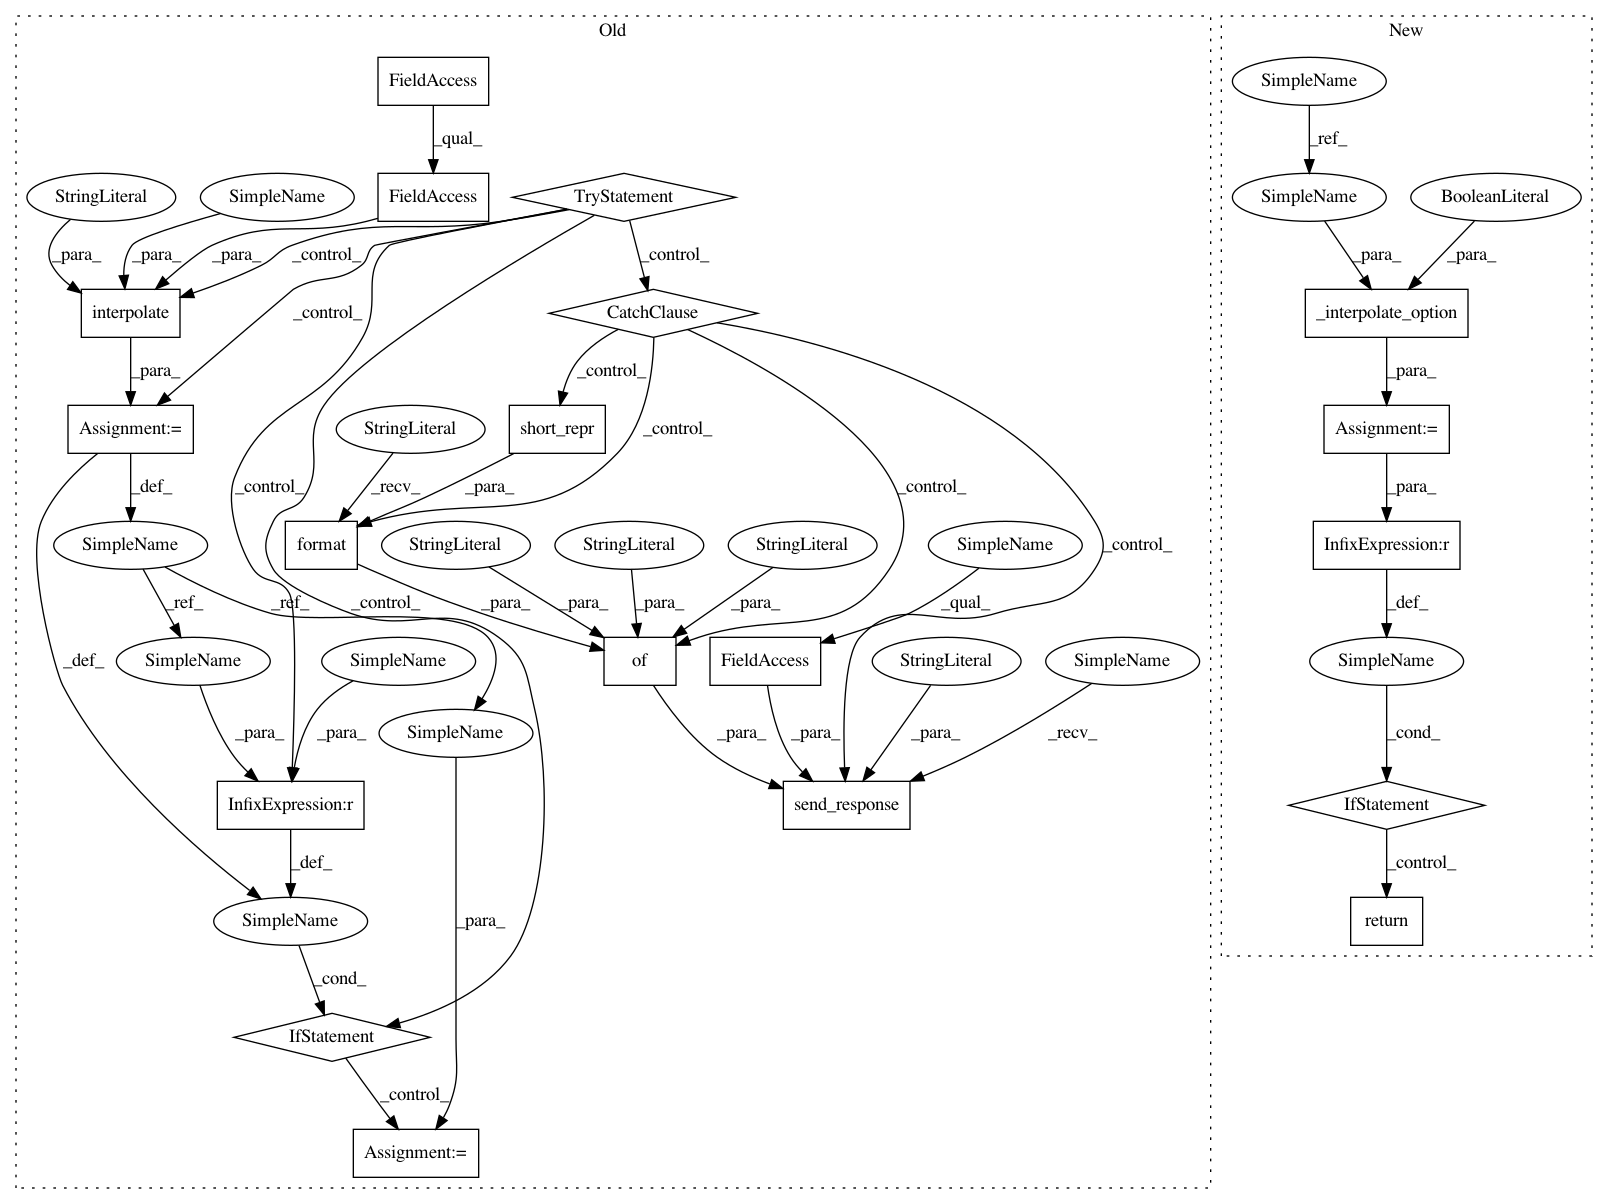 Old
New
FieldAccess
SimpleName
_qual_
_ref_
StringLiteral
SimpleName
FieldAccess
TryStatement
SimpleName
BooleanLiteral
_para_
_para_
_para_
_control_
_control_
_para_
_para_
interpolate
_control_
CatchClause
_interpolate_option
_para_
_control_
_para_
Assignment:=
StringLiteral
short_repr
_control_
Assignment:=
_def_
_control_
_recv_
_para_
_control_
_para_
SimpleName
format
StringLiteral
StringLiteral
StringLiteral
SimpleName
_control_
InfixExpression:r
_ref_
_ref_
_control_
_para_
_para_
_para_
_para_
_qual_
_def_
_def_
SimpleName
SimpleName
of
FieldAccess
StringLiteral
SimpleName
SimpleName
_para_
_para_
SimpleName
_para_
_para_
_para_
_recv_
_cond_
InfixExpression:r
send_response
IfStatement
_def_
_control_
SimpleName
_para_
return
_cond_
IfStatement
_control_
Assignment:=